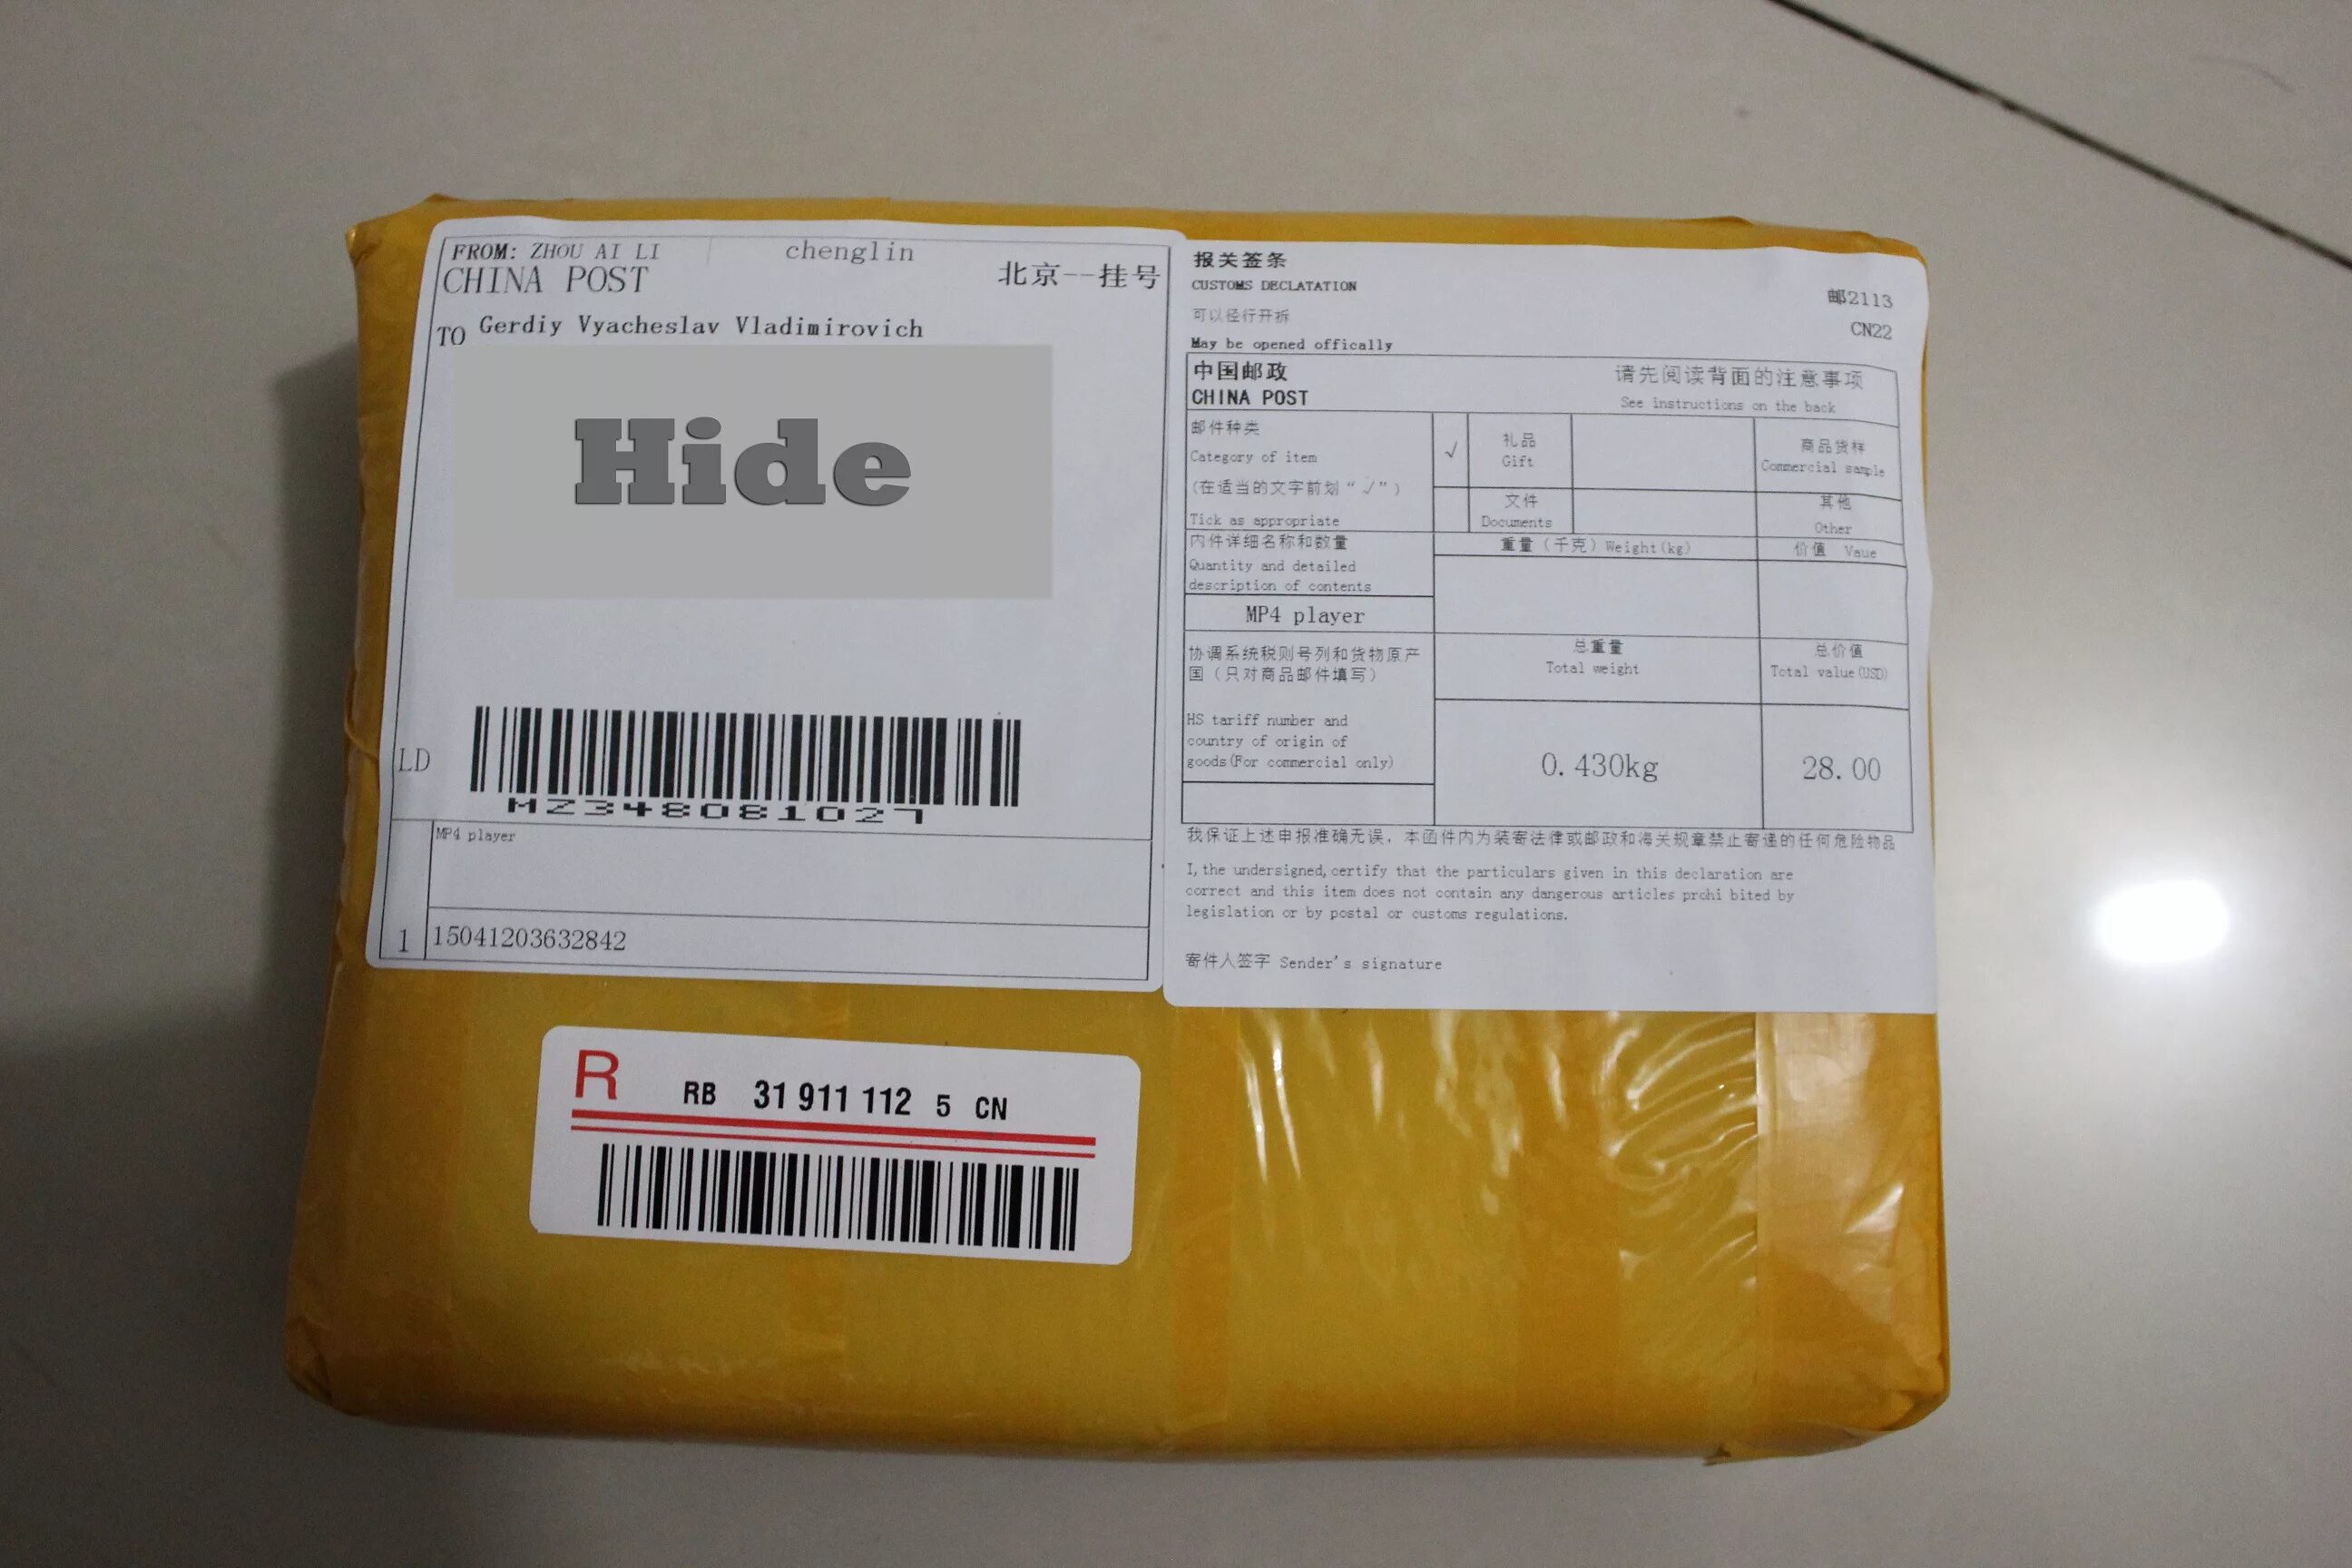 FROM: ZHOU AI LI chenglin
CHINA POST 北京--挂号
TO Gerdiy Vyacheslav Vladimirovich
Hide
LD
MZ348081027
MP4 player
1 15041203632842
报关签条
CUSTOMS DECLATATION
邮2113
可以径行开拆
CN22
May be opened offically
中国邮政
CHINA POST
请先阅读背面的注意事项
See instructions on the back
邮件种类
Category of item
(在适当的文字前划“√”)
Tick as appropriate
√
礼品
Gift
商品货样
Commercial sample
文件
Documents
其他
Other
内件详细名称和数量
Quantity and detailed
description of contents
重量（千克）Weight(kg)
价值 Vaue
MP4 player
协调系统税则号列和货物原产
国（只对商品邮件填写）
总重量
Total weight
总价值
Total value(USD)
HS tariff number and
country of origin of
goods(For commercial only)
0.430kg
28.00
我保证上述申报准确无误，本函件内为装寄法律或邮政和海关规章禁止寄递的任何危险物品
I, the undersigned, certify that the particulars given in this declaration are
correct and this item does not contain any dangerous articles prohi bited by
legislation or by postal or customs regulations.
寄件人签字 Sender's signature
R RB 31 911 112 5 CN